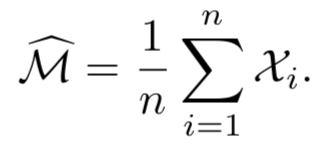 $\widehat{\mathcal{M}} = \frac{1}{n} \sum_{i=1}^{n} \mathcal{X}_i.$